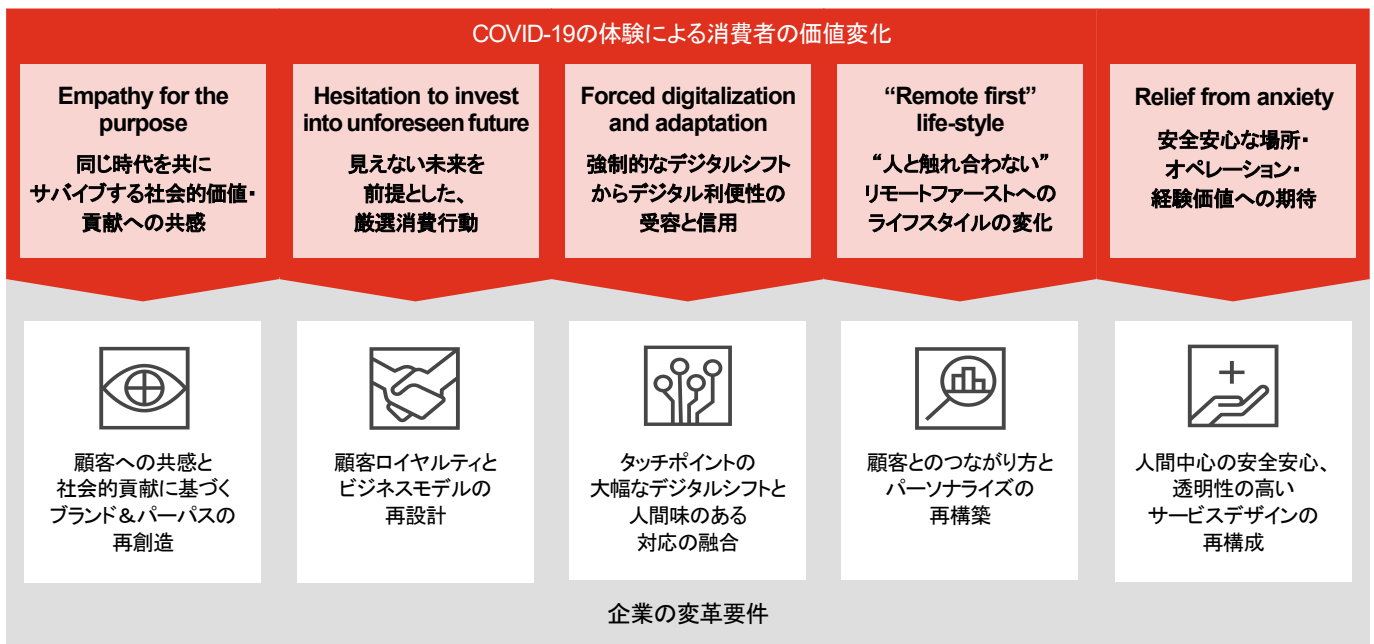 COVID-19の体験による消費者の価値変化
Empathy for the
purpose
同じ時代を共に
サバイブする社会的価値・
貢献への共感
Hesitation to invest
into unforeseen future
見えない未来を
前提とした、
厳選消費行動
Forced digitalization
and adaptation
強制的なデジタルシフト
からデジタル利便性の
受容と信用
“Remote first”
life-style
“人と触れ合わない”
リモートファーストへの
ライフスタイルの変化
Relief from anxiety
安全安心な場所・
オペレーション・
経験価値への期待
顧客への共感と
社会的貢献に基づく
ブランド＆パーパスの
再創造
顧客ロイヤルティと
ビジネスモデルの
再設計
タッチポイントの
大幅なデジタルシフトと
人間味のある
対応の融合
顧客とのつながり方と
パーソナライズの
再構築
人間中心の安全安心、
透明性の高い
サービスデザインの
再構成
企業の変革要件